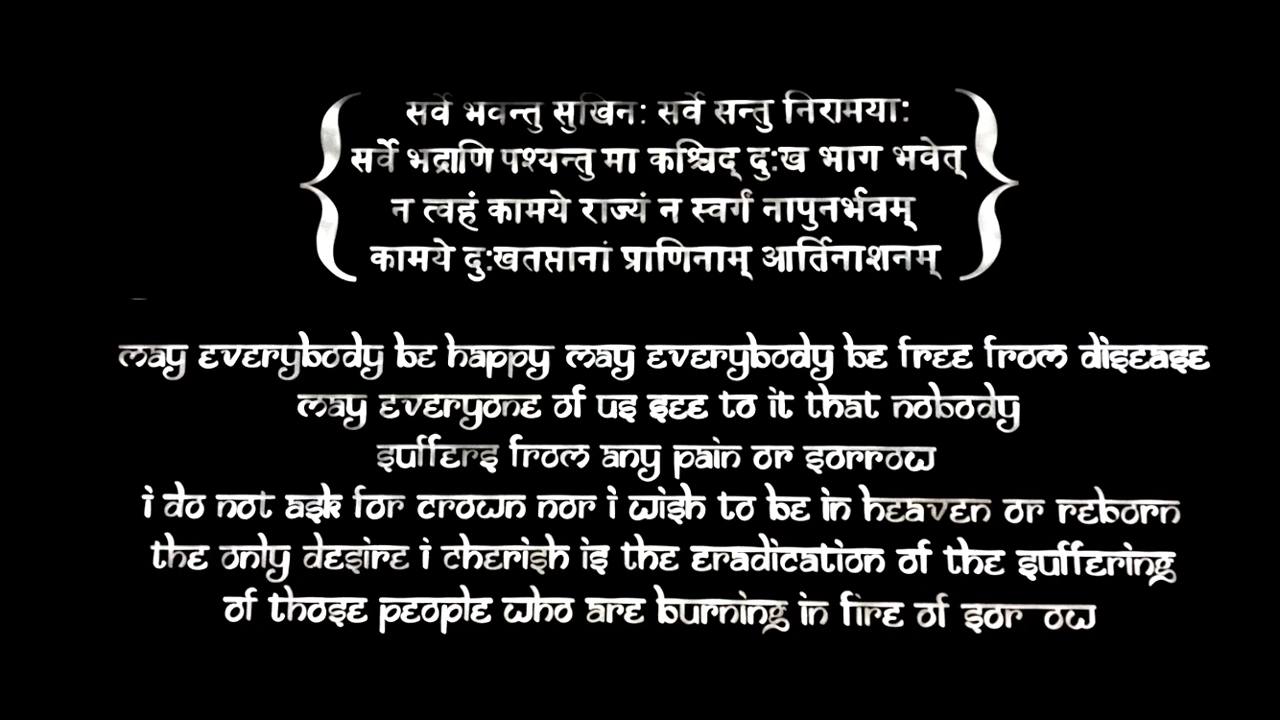 सर्वे भवन्तु सुखिन: सर्वे सन्तु निरामया:
सर्वे भद्राणि पश्यन्तु मा कश्चिद् दु:ख भाग भवेत्
न त्वहं कामये राज्यं न स्वर्गं नापुनर्भवम्
कामये दु:खतप्तानां प्राणिनाम् आर्तिनाशनम्
may everybody be happy may everybody be free from disease
may everyone of us see to it that nobody
suffers from any pain or sorrow
i do not ask for crown nor i wish to be in heaven or reborn
the only desire i cherish is the eradication of the suffering
of those people who are burning in fire of sor ow